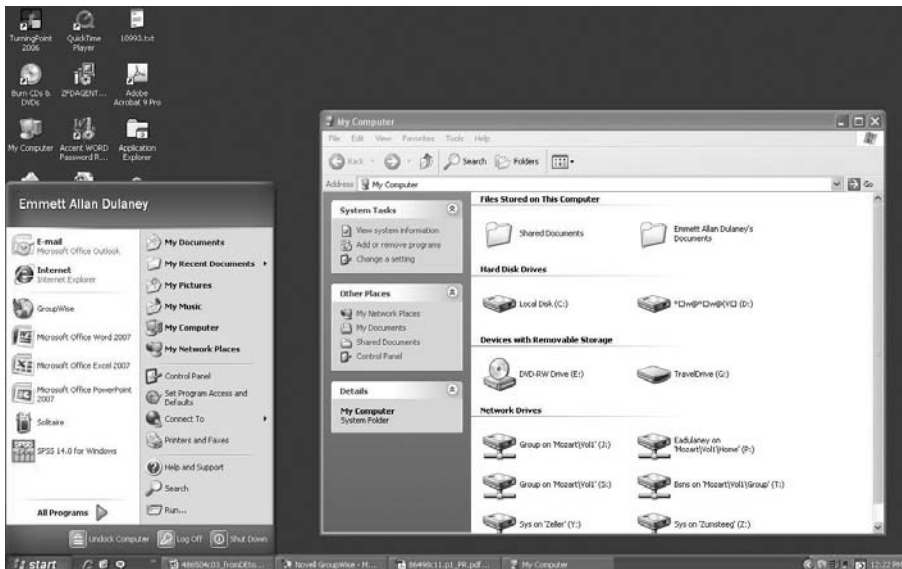 TurningPoint
2006
QuickTime
Player
10993.txt
Burn CDs &
DVDs
ZFDAGENT...
Adobe
Acrobat 9 Pro
My Computer
Accent WORD
Password R...
Application
Explorer
Emmett Allan Dulaney
E-mail
Microsoft Office Outlook
Internet
Internet Explorer
GroupWise
Microsoft Office Word 2007
Microsoft Office Excel 2007
Microsoft Office PowerPoint
2007
Solitaire
SPSS 14.0 for Windows
All Programs
My Documents
My Recent Documents
My Pictures
My Music
My Computer
My Network Places
Control Panel
Set Program Access and
Defaults
Connect To
Printers and Faxes
Help and Support
Search
Run...
Undock Computer
Log Off
Shut Down
My Computer
File Edit View Favorites Tools Help
Back
Search
Folders
Address
My Computer
Go
System Tasks
View system information
Add or remove programs
Change a setting
Other Places
My Network Places
My Documents
Shared Documents
Control Panel
Details
My Computer
System Folder
Files Stored on This Computer
Shared Documents
Emmett Allan Dulaney's
Documents
Hard Disk Drives
Local Disk (C:)
(D:)
Devices with Removable Storage
DVD-RW Drive (E:)
TravelDrive (G:)
Network Drives
Group on 'Mozart\Vol1' (J:)
Eadulaney on
'Mozart\Vol1\Home' (P:)
Group on 'Mozart\Vol1' (S:)
Bsns on 'Mozart\Vol1\Group' (T:)
Sys on 'Zeller' (Y:)
Sys on 'Zumsteeg' (Z:)
start
Novell GroupWise - M...
My Computer
12:22 PM